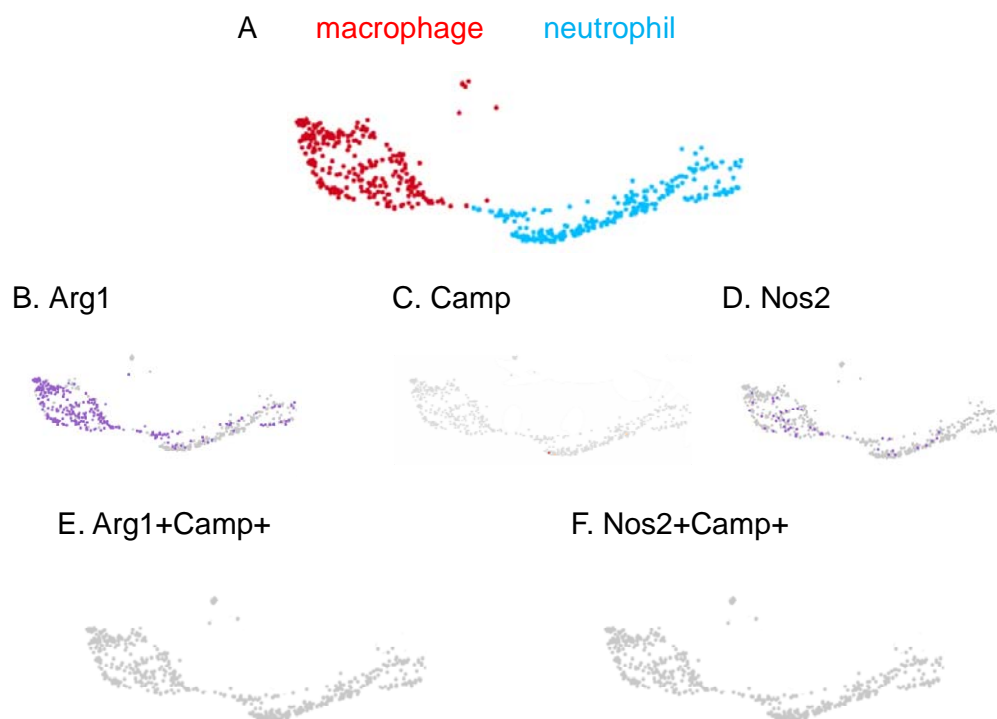 A macrophage neutrophil
B. Arg1 C. Camp D. Nos2
E. Arg1+Camp+ F. Nos2+Camp+